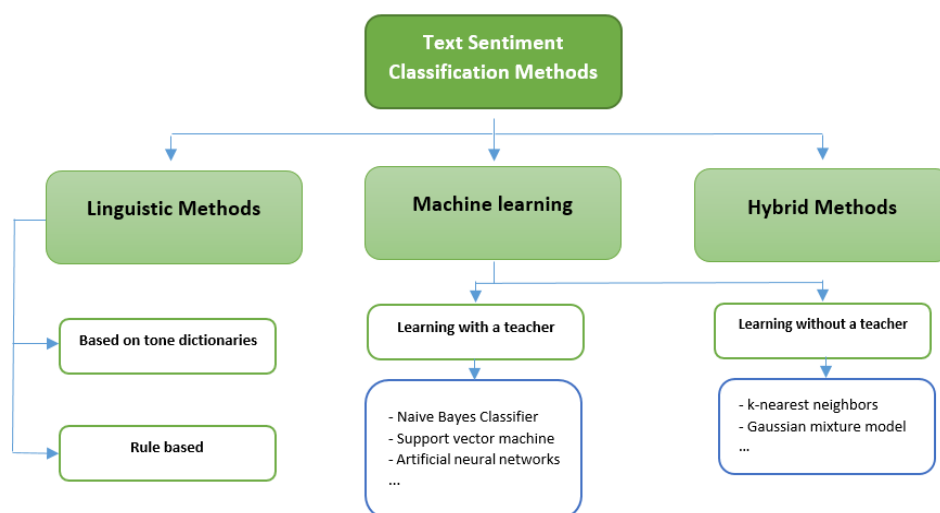 Text Sentiment
Classification Methods
Linguistic Methods
Machine learning
Hybrid Methods
Based on tone dictionaries
Rule based
Learning with a teacher
Learning without a teacher
- Naive Bayes Classifier
- Support vector machine
- Artificial neural networks
...
- k-nearest neighbors
- Gaussian mixture model
...